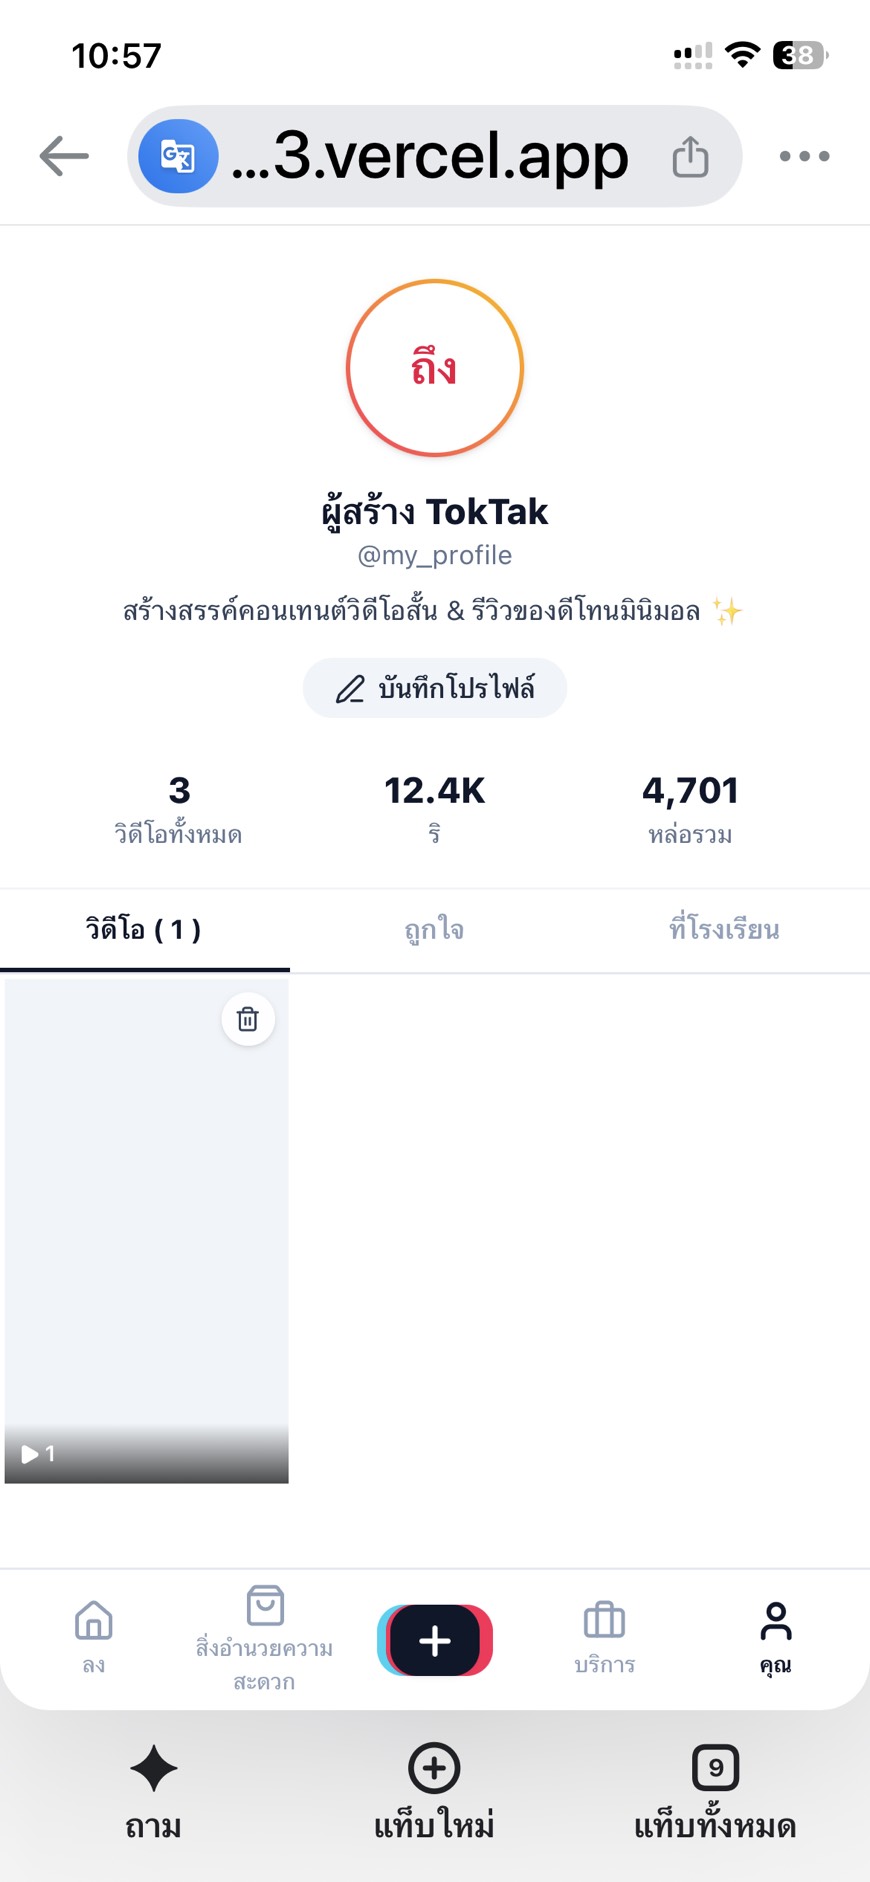 10:57
38
...3.vercel.app
ถึง
ผู้สร้าง TokTak
@my_profile
สร้างสรรค์คอนเทนต์วิดีโอสั้น & รีวิวของดีโทนมินิมอล ✨
บันทึกโปรไฟล์
3 12.4K 4,701
วิดีโอทั้งหมด ริ หล่อรวม
วิดีโอ ( 1 ) ถูกใจ ที่โรงเรียน
1
ลง สิ่งอำนวยความ บริการ คุณ
สะดวก
9
ถาม แท็บใหม่ แท็บทั้งหมด